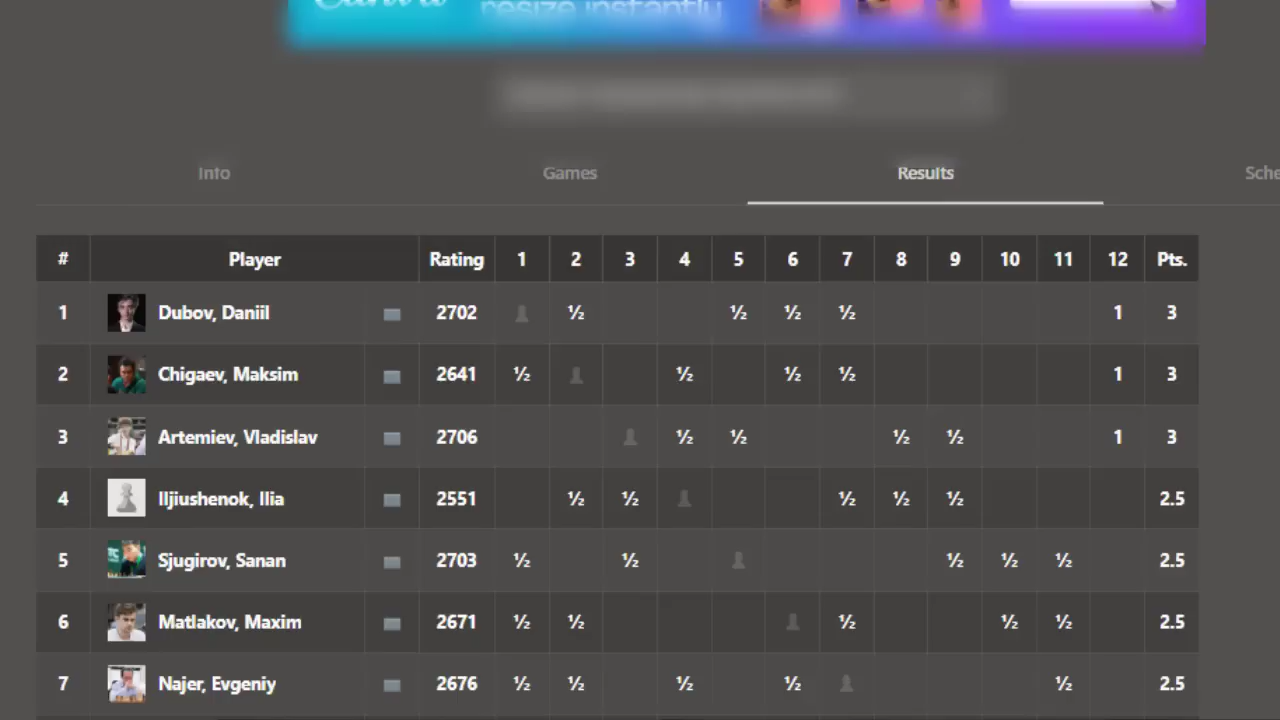 Canva
resize instantly
Info Games Results Sche
# Player Rating 1 2 3 4 5 6 7 8 9 10 11 12 Pts.
1 Dubov, Daniil 2702 ½ ½ ½ ½ 1 3
2 Chigaev, Maksim 2641 ½ ½ ½ ½ 1 3
3 Artemiev, Vladislav 2706 ½ ½ ½ ½ 1 3
4 Iljiushenok, Ilia 2551 ½ ½ ½ ½ ½ 2.5
5 Sjugirov, Sanan 2703 ½ ½ ½ ½ ½ 2.5
6 Matlakov, Maxim 2671 ½ ½ ½ ½ ½ 2.5
7 Najer, Evgeniy 2676 ½ ½ ½ ½ ½ 2.5